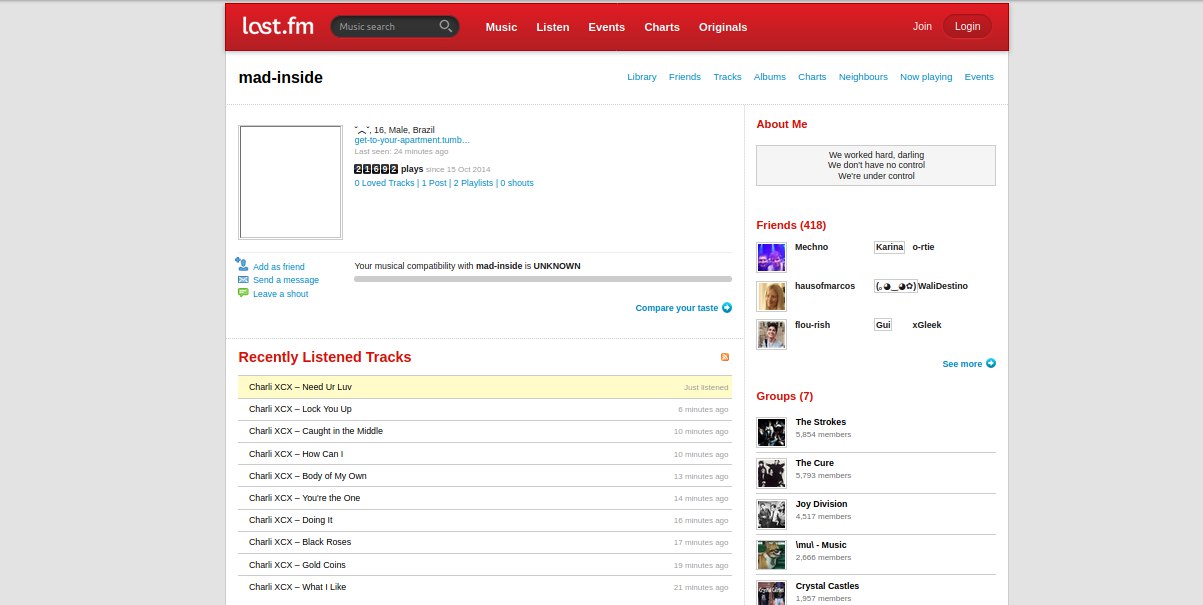 last.fm
Music search
Music Listen Events Charts Originals
Join Login
mad-inside
Library Friends Tracks Albums Charts Neighbours Now playing Events
, 16, Male, Brazil
get-to-your-apartment.tumb...
Last seen: 24 minutes ago
21692 plays since 15 Oct 2014
0 Loved Tracks | 1 Post | 2 Playlists | 0 shouts
Add as friend
Send a message
Leave a shout
Your musical compatibility with mad-inside is UNKNOWN
Compare your taste
Recently Listened Tracks
Charli XCX – Need Ur Luv Just listened
Charli XCX – Lock You Up 6 minutes ago
Charli XCX – Caught in the Middle 10 minutes ago
Charli XCX – How Can I 10 minutes ago
Charli XCX – Body of My Own 13 minutes ago
Charli XCX – You're the One 14 minutes ago
Charli XCX – Doing It 16 minutes ago
Charli XCX – Black Roses 17 minutes ago
Charli XCX – Gold Coins 19 minutes ago
Charli XCX – What I Like 21 minutes ago
About Me
We worked hard, darling
We don't have no control
We're under control
Friends (418)
Mechno Karina o-rtie
hausofmarcos (｡◕‿◕✿) WaliDestino
flou-rish Gui xGleek
See more
Groups (7)
The Strokes
5,854 members
The Cure
5,793 members
Joy Division
4,517 members
\mu\ - Music
2,666 members
Crystal Castles
1,957 members